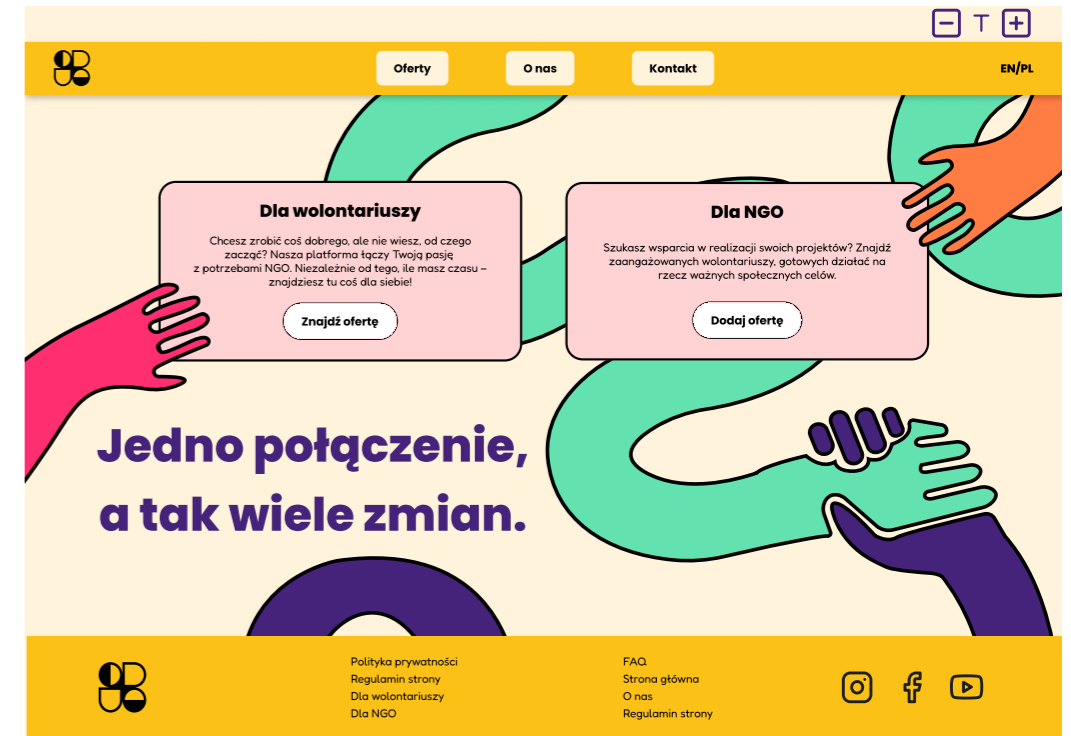 T
Oferty
O nas
Kontakt
EN/PL
Dla wolontariuszy
Chcesz zrobić coś dobrego, ale nie wiesz, od czego
zacząć? Nasza platforma łączy Twoją pasję
z potrzebami NGO. Niezależnie od tego, ile masz czasu –
znajdziesz tu coś dla siebie!
Znajdź ofertę
Dla NGO
Szukasz wsparcia w realizacji swoich projektów? Znajdź
zaangażowanych wolontariuszy, gotowych działać na
rzecz ważnych społecznych celów.
Dodaj ofertę
Jedno połączenie,
a tak wiele zmian.
Polityka prywatności
Regulamin strony
Dla wolontariuszy
Dla NGO
FAQ
Strona główna
O nas
Regulamin strony